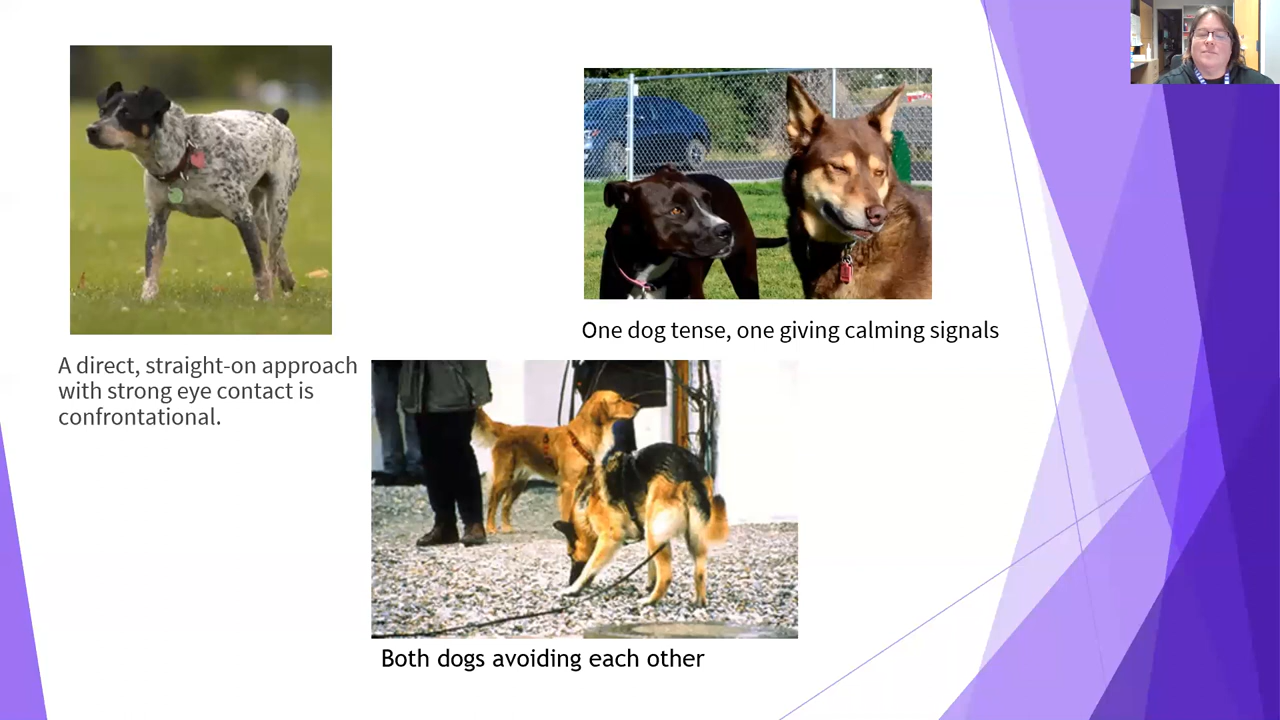 A direct, straight-on approach
with strong eye contact is
confrontational.
One dog tense, one giving calming signals
Both dogs avoiding each other